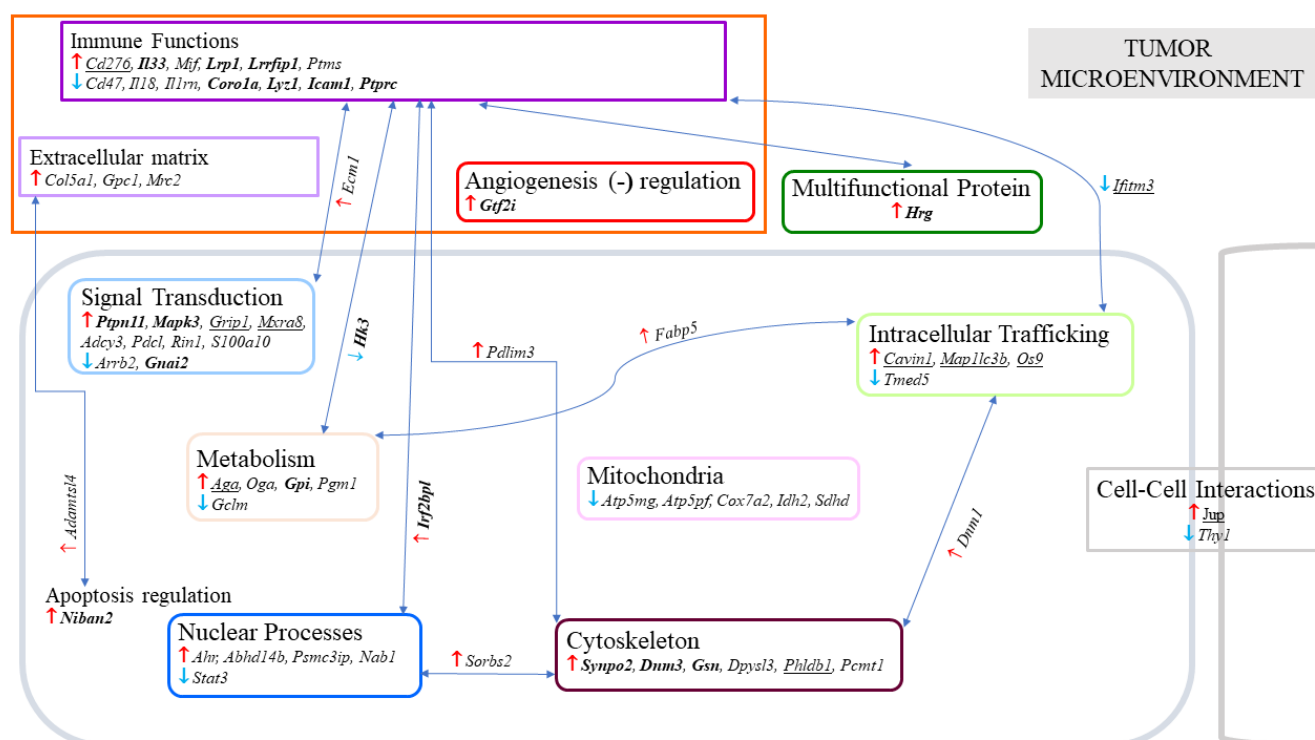 Immune Functions
↑Cd276, Il33, Mif, Lrp1, Lrrfip1, Ptms
↓Cd47, Il18, Il1rn, Coro1a, Lyz1, Icam1, Ptprc
TUMOR
MICROENVIRONMENT
Extracellular matrix
↑Col5a1, Gpc1, Mrc2
↑Ecm1
Angiogenesis (-) regulation
↑Gtf2i
Multifunctional Protein
↑Hrg
↓Ifitm3
Signal Transduction
↑Ptpn11, Mapk3, Grip1, Mxra8,
Adcy3, Pdcl, Rin1, S100a10
↓Arrb2, Gnai2
↓Hk3
↑Pdlim3
↑Fabp5
Intracellular Trafficking
↑Cavin1, Map1lc3b, Os9
↓Tmed5
Metabolism
↑Aga, Oga, Gpi, Pgm1
↓Gclm
Mitochondria
↓Atp5mg, Atp5pf, Cox7a2, Idh2, Sdhd
Cell-Cell Interactions
↑Jup
↓Thy1
↑Adamtsl4
↑Irf2bpl
↑Dnm1
Apoptosis regulation
↑Niban2
Nuclear Processes
↑Ahr, Abhd14b, Psmc3ip, Nab1
↓Stat3
↑Sorbs2
Cytoskeleton
↑Synpo2, Dnm3, Gsn, Dpysl3, Phldb1, Pcmt1